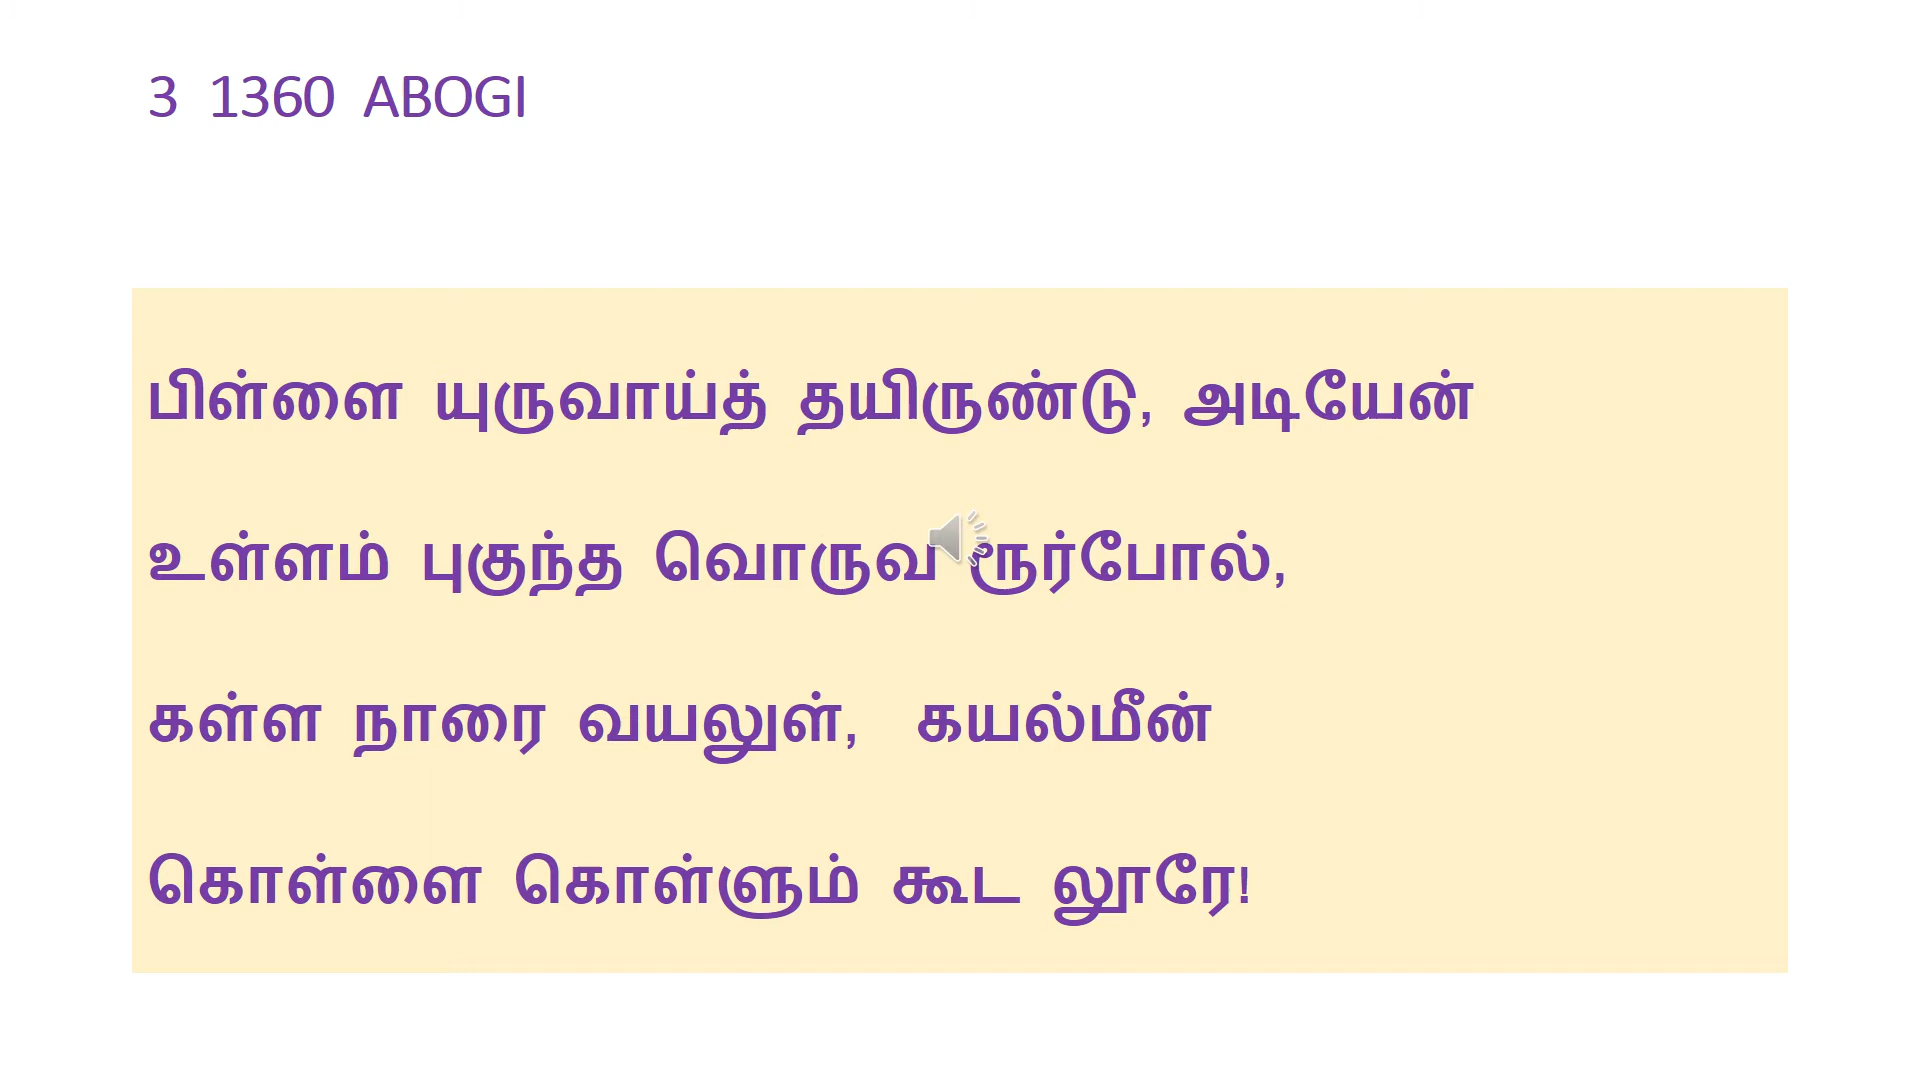 3 1360 ABOGI
பிள்ளை யுருவாய்த் தயிருண்டு, அடியேன்
உள்ளம் புகுந்த வொருவ ரூர்போல்,
கள்ள நாரை வயலுள், கயல்மீன்
கொள்ளை கொள்ளும் கூட லூரே!